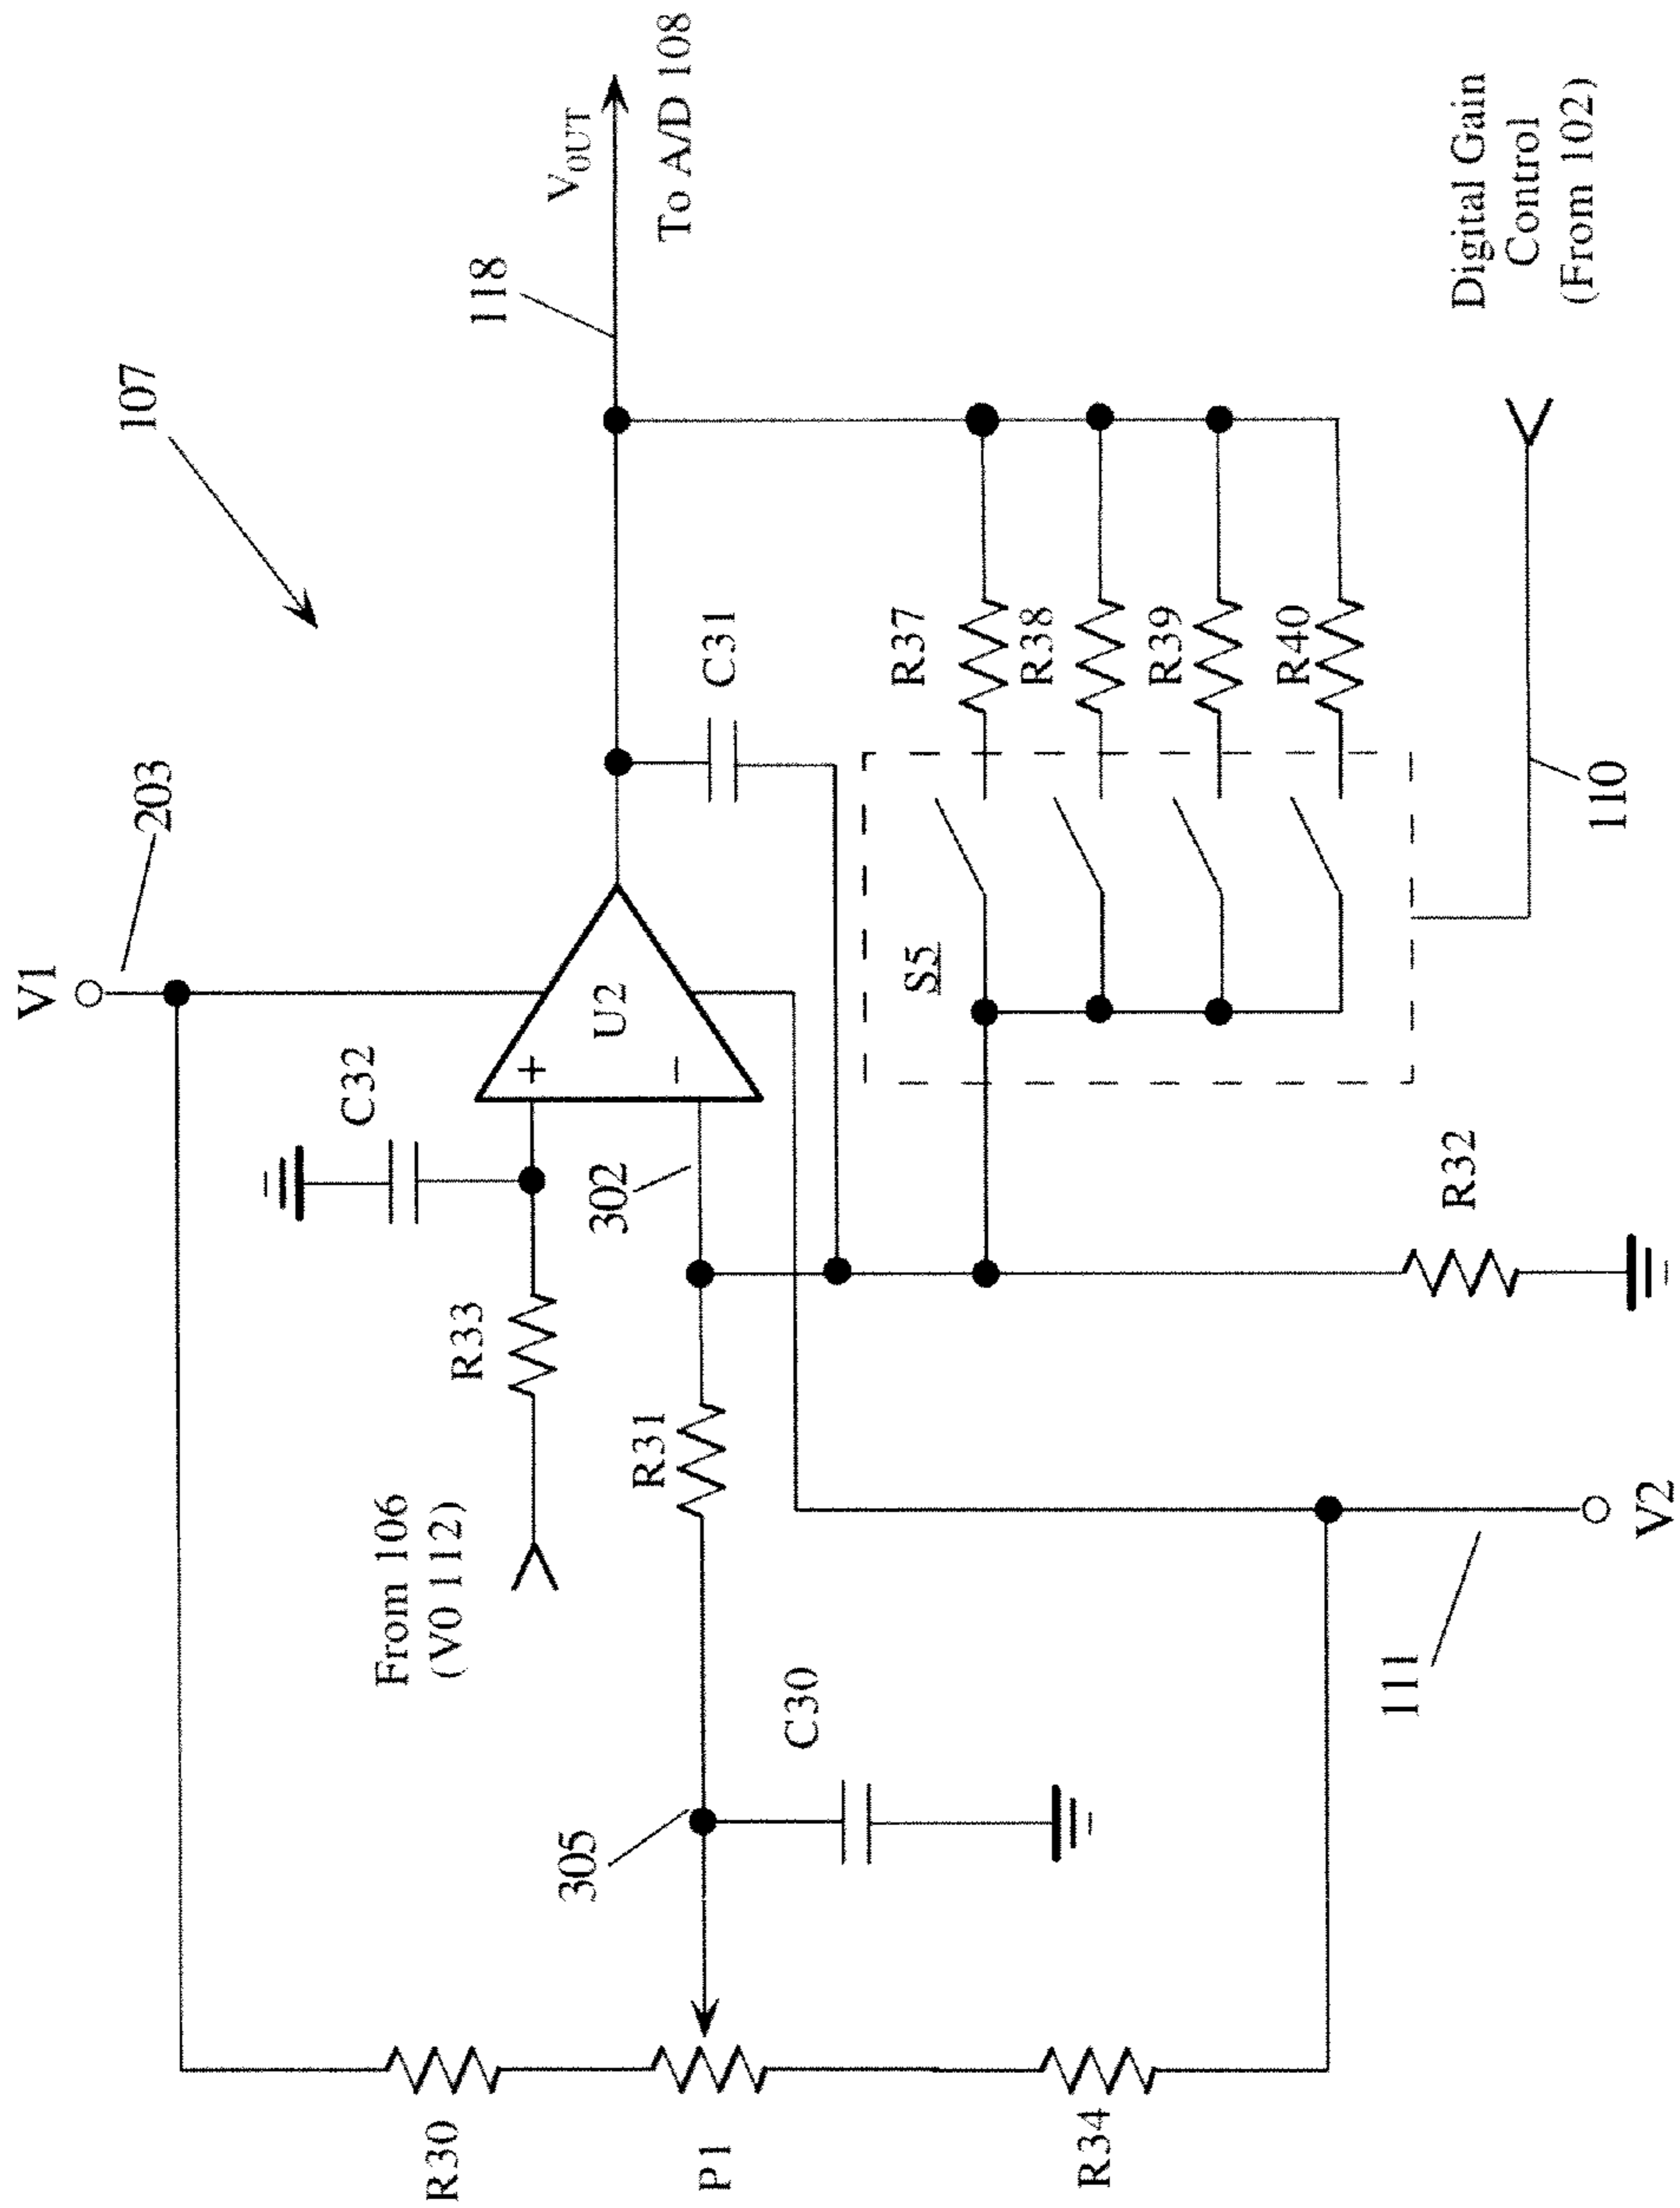 107
V1
203
C32
V0UT
118
To A/D 108
U2
+
−
From 106
(V0 112)
R33
302
C31
R31
R30
P1
305
C30
R34
S5
R37
R38
R39
R40
R32
111
V2
110
Digital Gain
Control
(From 102)